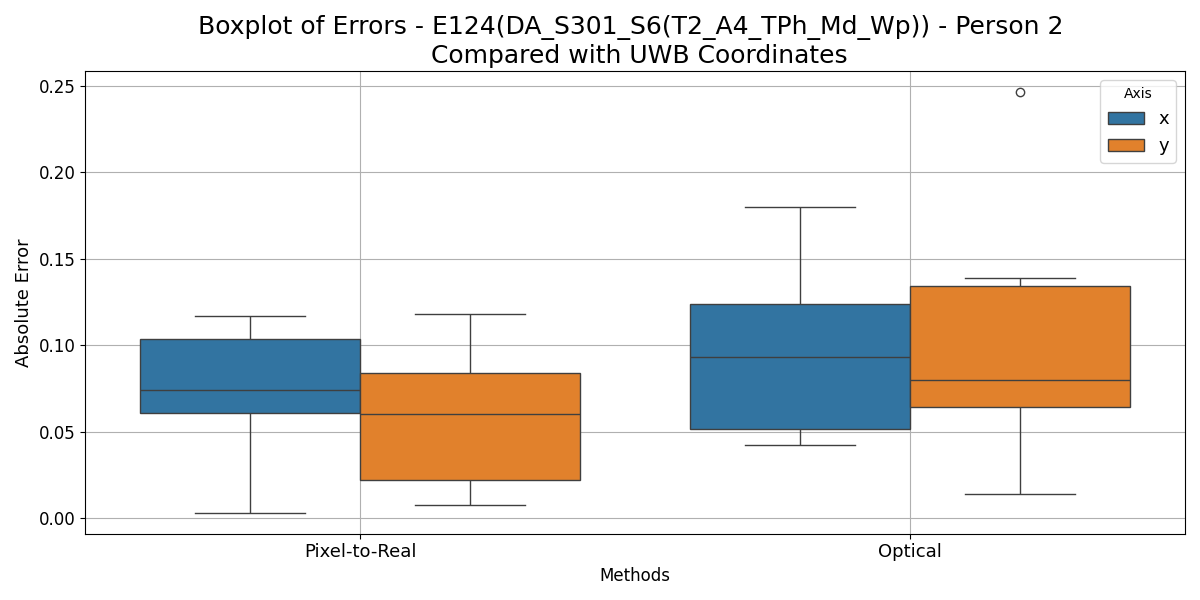 Boxplot of Errors - E124(DA_S301_S6(T2_A4_TPh_Md_Wp)) - Person 2
Compared with UWB Coordinates
Absolute Error
0.25
0.20
0.15
0.10
0.05
0.00
Axis
x
y
Pixel-to-Real
Optical
Methods